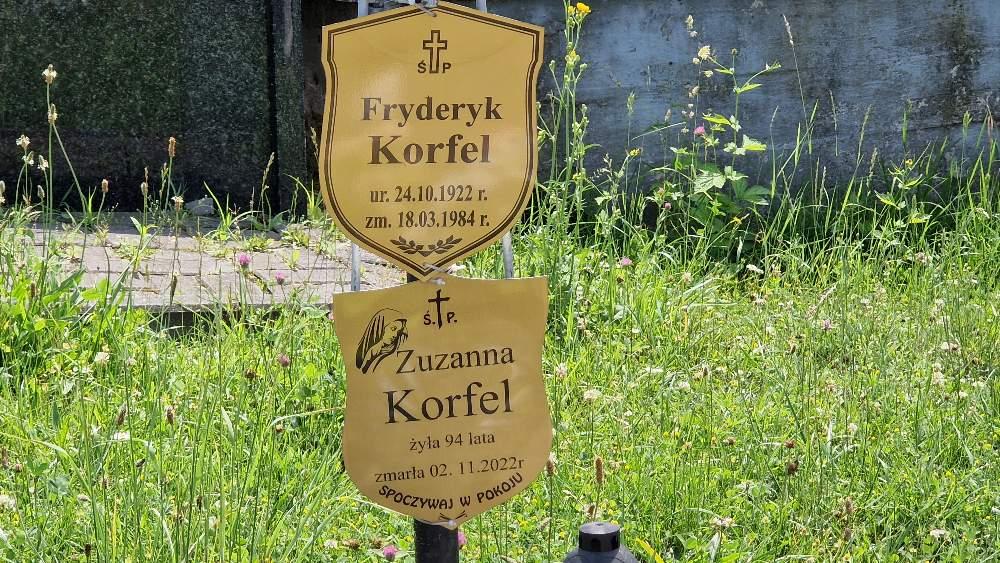 Ś P
Fryderyk
Korfel
ur. 24.10.1922 r.
zm. 18.03.1984 r.
Ś. P.
Zuzanna
Korfel
żyła 94 lata
zmarła 02. 11.2022r
SPOCZYWAJ W POKOJU